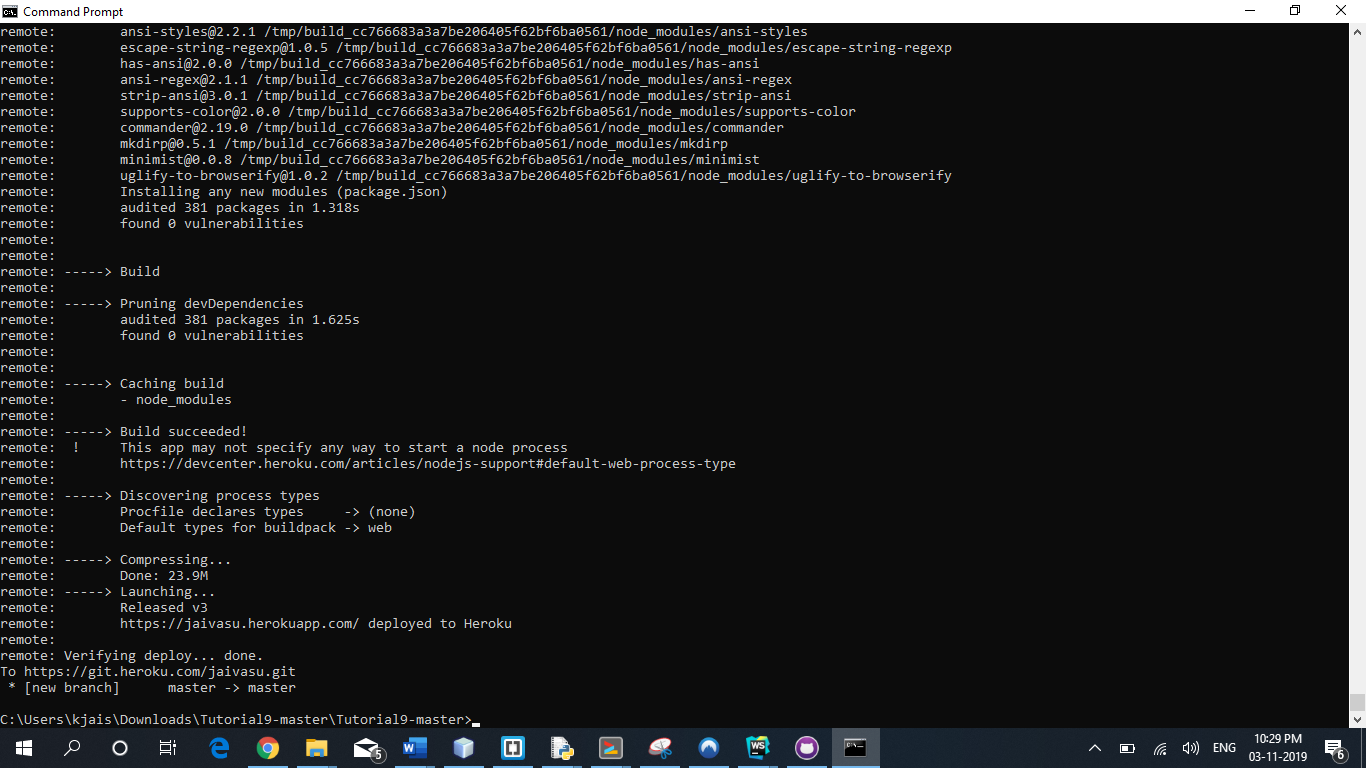 Command Prompt
remote:        ansi-styles@2.2.1 /tmp/build_cc766683a3a7be206405f62bf6ba0561/node_modules/ansi-styles
remote:        escape-string-regexp@1.0.5 /tmp/build_cc766683a3a7be206405f62bf6ba0561/node_modules/escape-string-regexp
remote:        has-ansi@2.0.0 /tmp/build_cc766683a3a7be206405f62bf6ba0561/node_modules/has-ansi
remote:        ansi-regex@2.1.1 /tmp/build_cc766683a3a7be206405f62bf6ba0561/node_modules/ansi-regex
remote:        strip-ansi@3.0.1 /tmp/build_cc766683a3a7be206405f62bf6ba0561/node_modules/strip-ansi
remote:        supports-color@2.0.0 /tmp/build_cc766683a3a7be206405f62bf6ba0561/node_modules/supports-color
remote:        commander@2.19.0 /tmp/build_cc766683a3a7be206405f62bf6ba0561/node_modules/commander
remote:        mkdirp@0.5.1 /tmp/build_cc766683a3a7be206405f62bf6ba0561/node_modules/mkdirp
remote:        minimist@0.0.8 /tmp/build_cc766683a3a7be206405f62bf6ba0561/node_modules/minimist
remote:        uglify-to-browserify@1.0.2 /tmp/build_cc766683a3a7be206405f62bf6ba0561/node_modules/uglify-to-browserify
remote:        Installing any new modules (package.json)
remote:        audited 381 packages in 1.318s
remote:        found 0 vulnerabilities
remote:
remote:
remote: -----> Build
remote:
remote: -----> Pruning devDependencies
remote:        audited 381 packages in 1.625s
remote:        found 0 vulnerabilities
remote:
remote:
remote: -----> Caching build
remote:        - node_modules
remote:
remote: -----> Build succeeded!
remote:  !     This app may not specify any way to start a node process
remote:        https://devcenter.heroku.com/articles/nodejs-support#default-web-process-type
remote:
remote: -----> Discovering process types
remote:        Procfile declares types     -> (none)
remote:        Default types for buildpack -> web
remote:
remote: -----> Compressing...
remote:        Done: 23.9M
remote: -----> Launching...
remote:        Released v3
remote:        https://jaivasu.herokuapp.com/ deployed to Heroku
remote:
remote: Verifying deploy... done.
To https://git.heroku.com/jaivasu.git
 * [new branch]      master -> master
C:\Users\kjais\Downloads\Tutorial9-master\Tutorial9-master>
5
W
WS
ENG
10:29 PM
03-11-2019
6